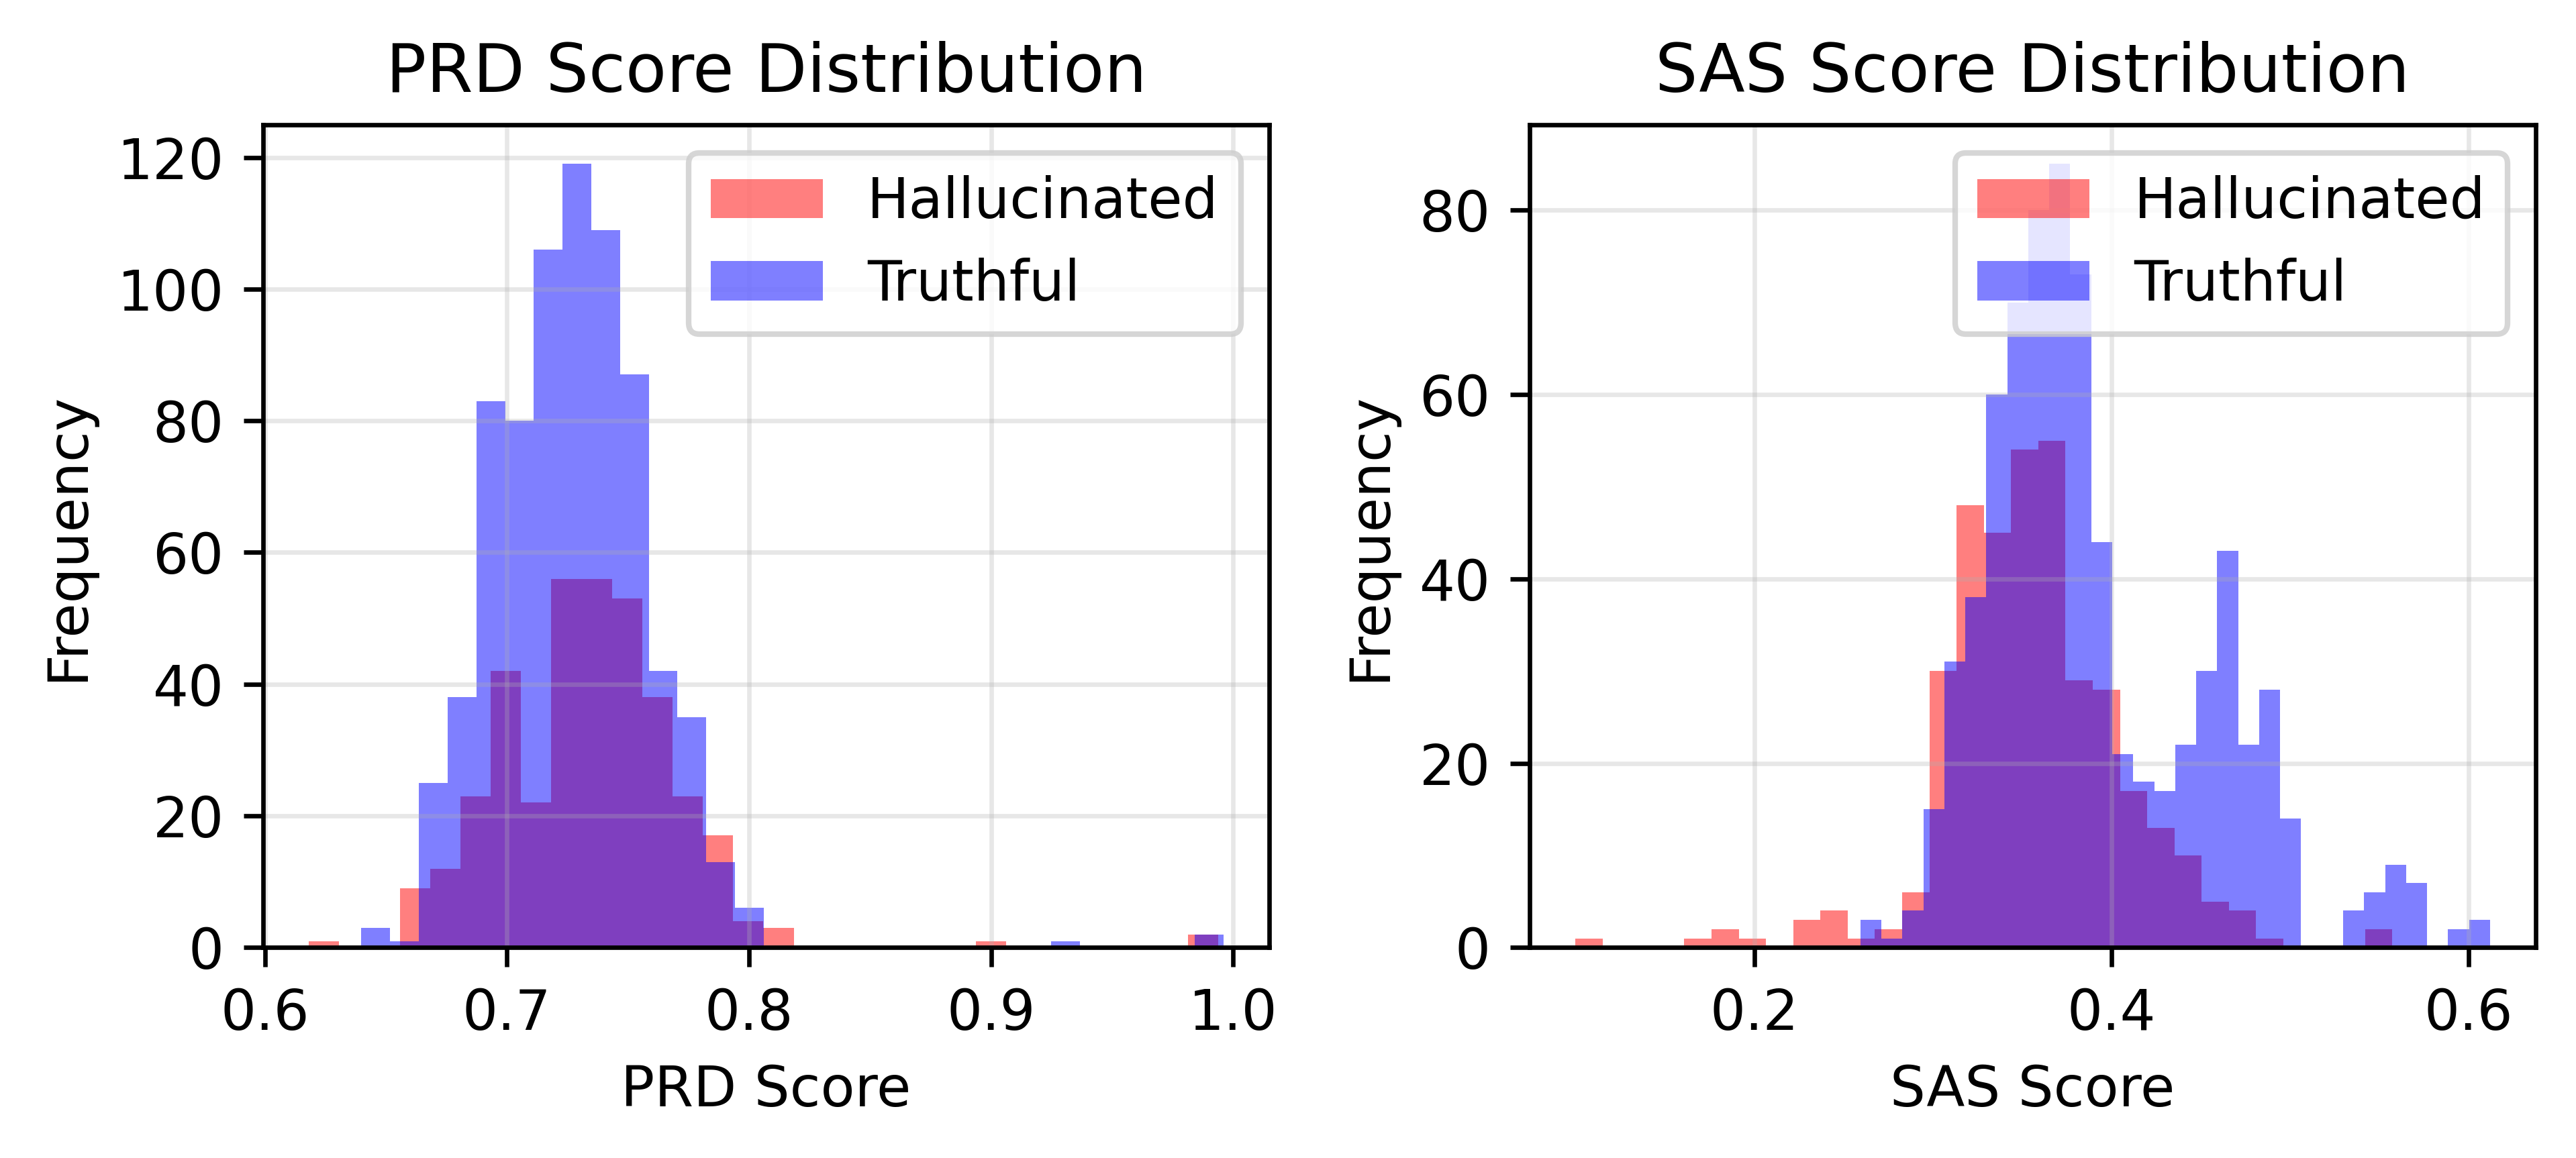 PRD Score Distribution
120
100
80
60
40
20
0
Frequency
Hallucinated
Truthful
0.6 0.7 0.8 0.9 1.0
PRD Score
SAS Score Distribution
80
60
40
20
0
Frequency
Hallucinated
Truthful
0.2 0.4 0.6
SAS Score